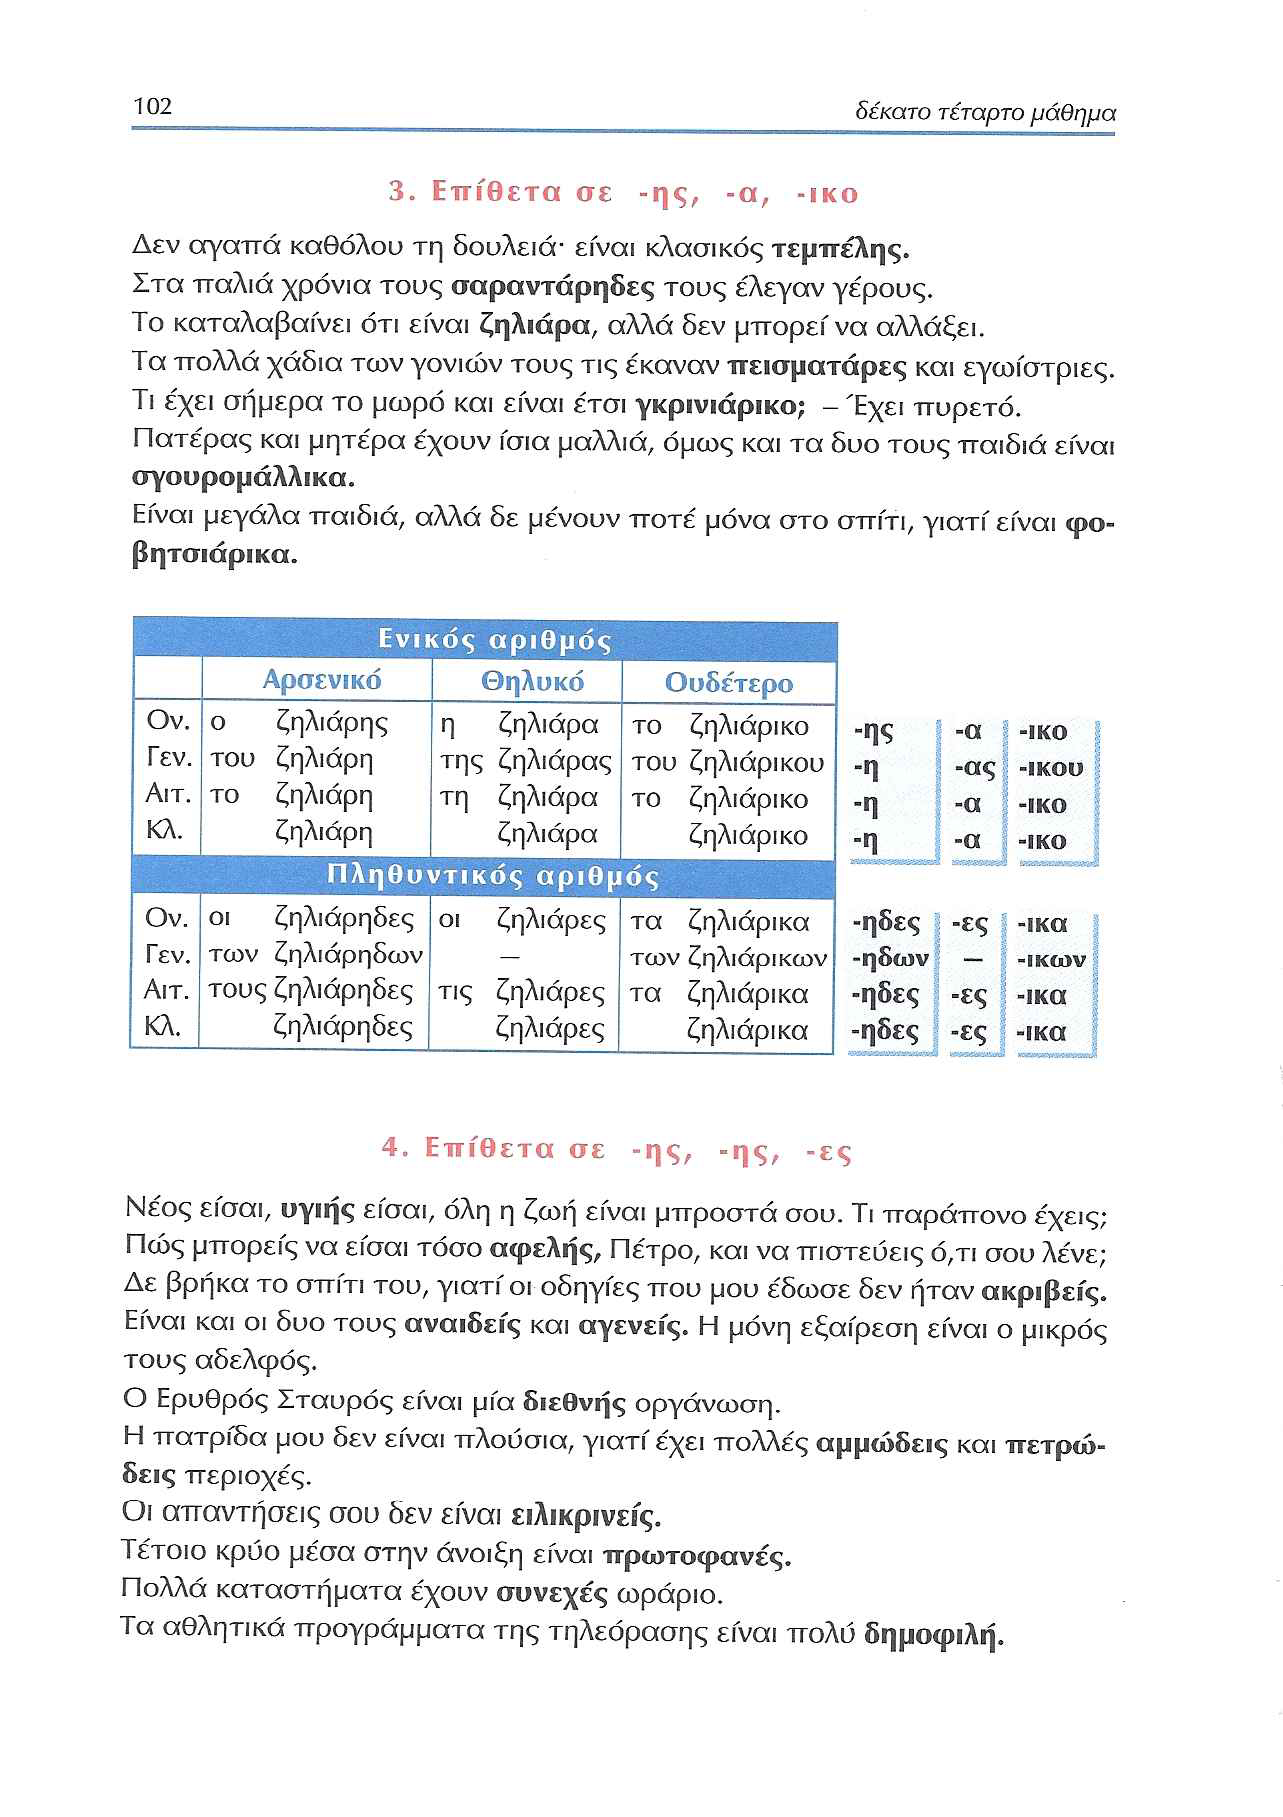 102 δέκατο τέταρτο μάθημα
3. Επίθετα σε -ης, -α, -ικο
Δεν αγαπά καθόλου τη δουλειά· είναι κλασικός τεμπέλης.
Στα παλιά χρόνια τους σαραντάρηδες τους έλεγαν γέρους.
Το καταλαβαίνει ότι είναι ζηλιάρα, αλλά δεν μπορεί να αλλάξει.
Τα πολλά χάδια των γονιών τους τις έκαναν πεισματάρες και εγωίστριες.
Τι έχει σήμερα το μωρό και είναι έτσι γκρινιάρικο; – Έχει πυρετό.
Πατέρας και μητέρα έχουν ίσια μαλλιά, όμως και τα δυο τους παιδιά είναι
σγουρομάλλικα.
Είναι μεγάλα παιδιά, αλλά δε μένουν ποτέ μόνα στο σπίτι, γιατί είναι φο-
βητσιάρικα.
Ενικός αριθμός
Αρσενικό Θηλυκό Ουδέτερο
Ον. ο ζηλιάρης η ζηλιάρα το ζηλιάρικο -ης -α -ικο
Γεν. του ζηλιάρη της ζηλιάρας του ζηλιάρικου -η -ας -ικου
Αιτ. το ζηλιάρη τη ζηλιάρα το ζηλιάρικο -η -α -ικο
Κλ. ζηλιάρη ζηλιάρα ζηλιάρικο -η -α -ικο
Πληθυντικός αριθμός
Ον. οι ζηλιάρηδες οι ζηλιάρες τα ζηλιάρικα -ηδες -ες -ικα
Γεν. των ζηλιάρηδων – των ζηλιάρικων -ηδων – -ικων
Αιτ. τους ζηλιάρηδες τις ζηλιάρες τα ζηλιάρικα -ηδες -ες -ικα
Κλ. ζηλιάρηδες ζηλιάρες ζηλιάρικα -ηδες -ες -ικα
4. Επίθετα σε -ης, -ης, -ες
Νέος είσαι, υγιής είσαι, όλη η ζωή είναι μπροστά σου. Τι παράπονο έχεις;
Πώς μπορείς να είσαι τόσο αφελής, Πέτρο, και να πιστεύεις ό,τι σου λένε;
Δε βρήκα το σπίτι του, γιατί οι οδηγίες που μου έδωσε δεν ήταν ακριβείς.
Είναι και οι δυο τους αναιδείς και αγενείς. Η μόνη εξαίρεση είναι ο μικρός
τους αδελφός.
Ο Ερυθρός Σταυρός είναι μία διεθνής οργάνωση.
Η πατρίδα μου δεν είναι πλούσια, γιατί έχει πολλές αμμώδεις και πετρώ-
δεις περιοχές.
Οι απαντήσεις σου δεν είναι ειλικρινείς.
Τέτοιο κρύο μέσα στην άνοιξη είναι πρωτοφανές.
Πολλά καταστήματα έχουν συνεχές ωράριο.
Τα αθλητικά προγράμματα της τηλεόρασης είναι πολύ δημοφιλή.